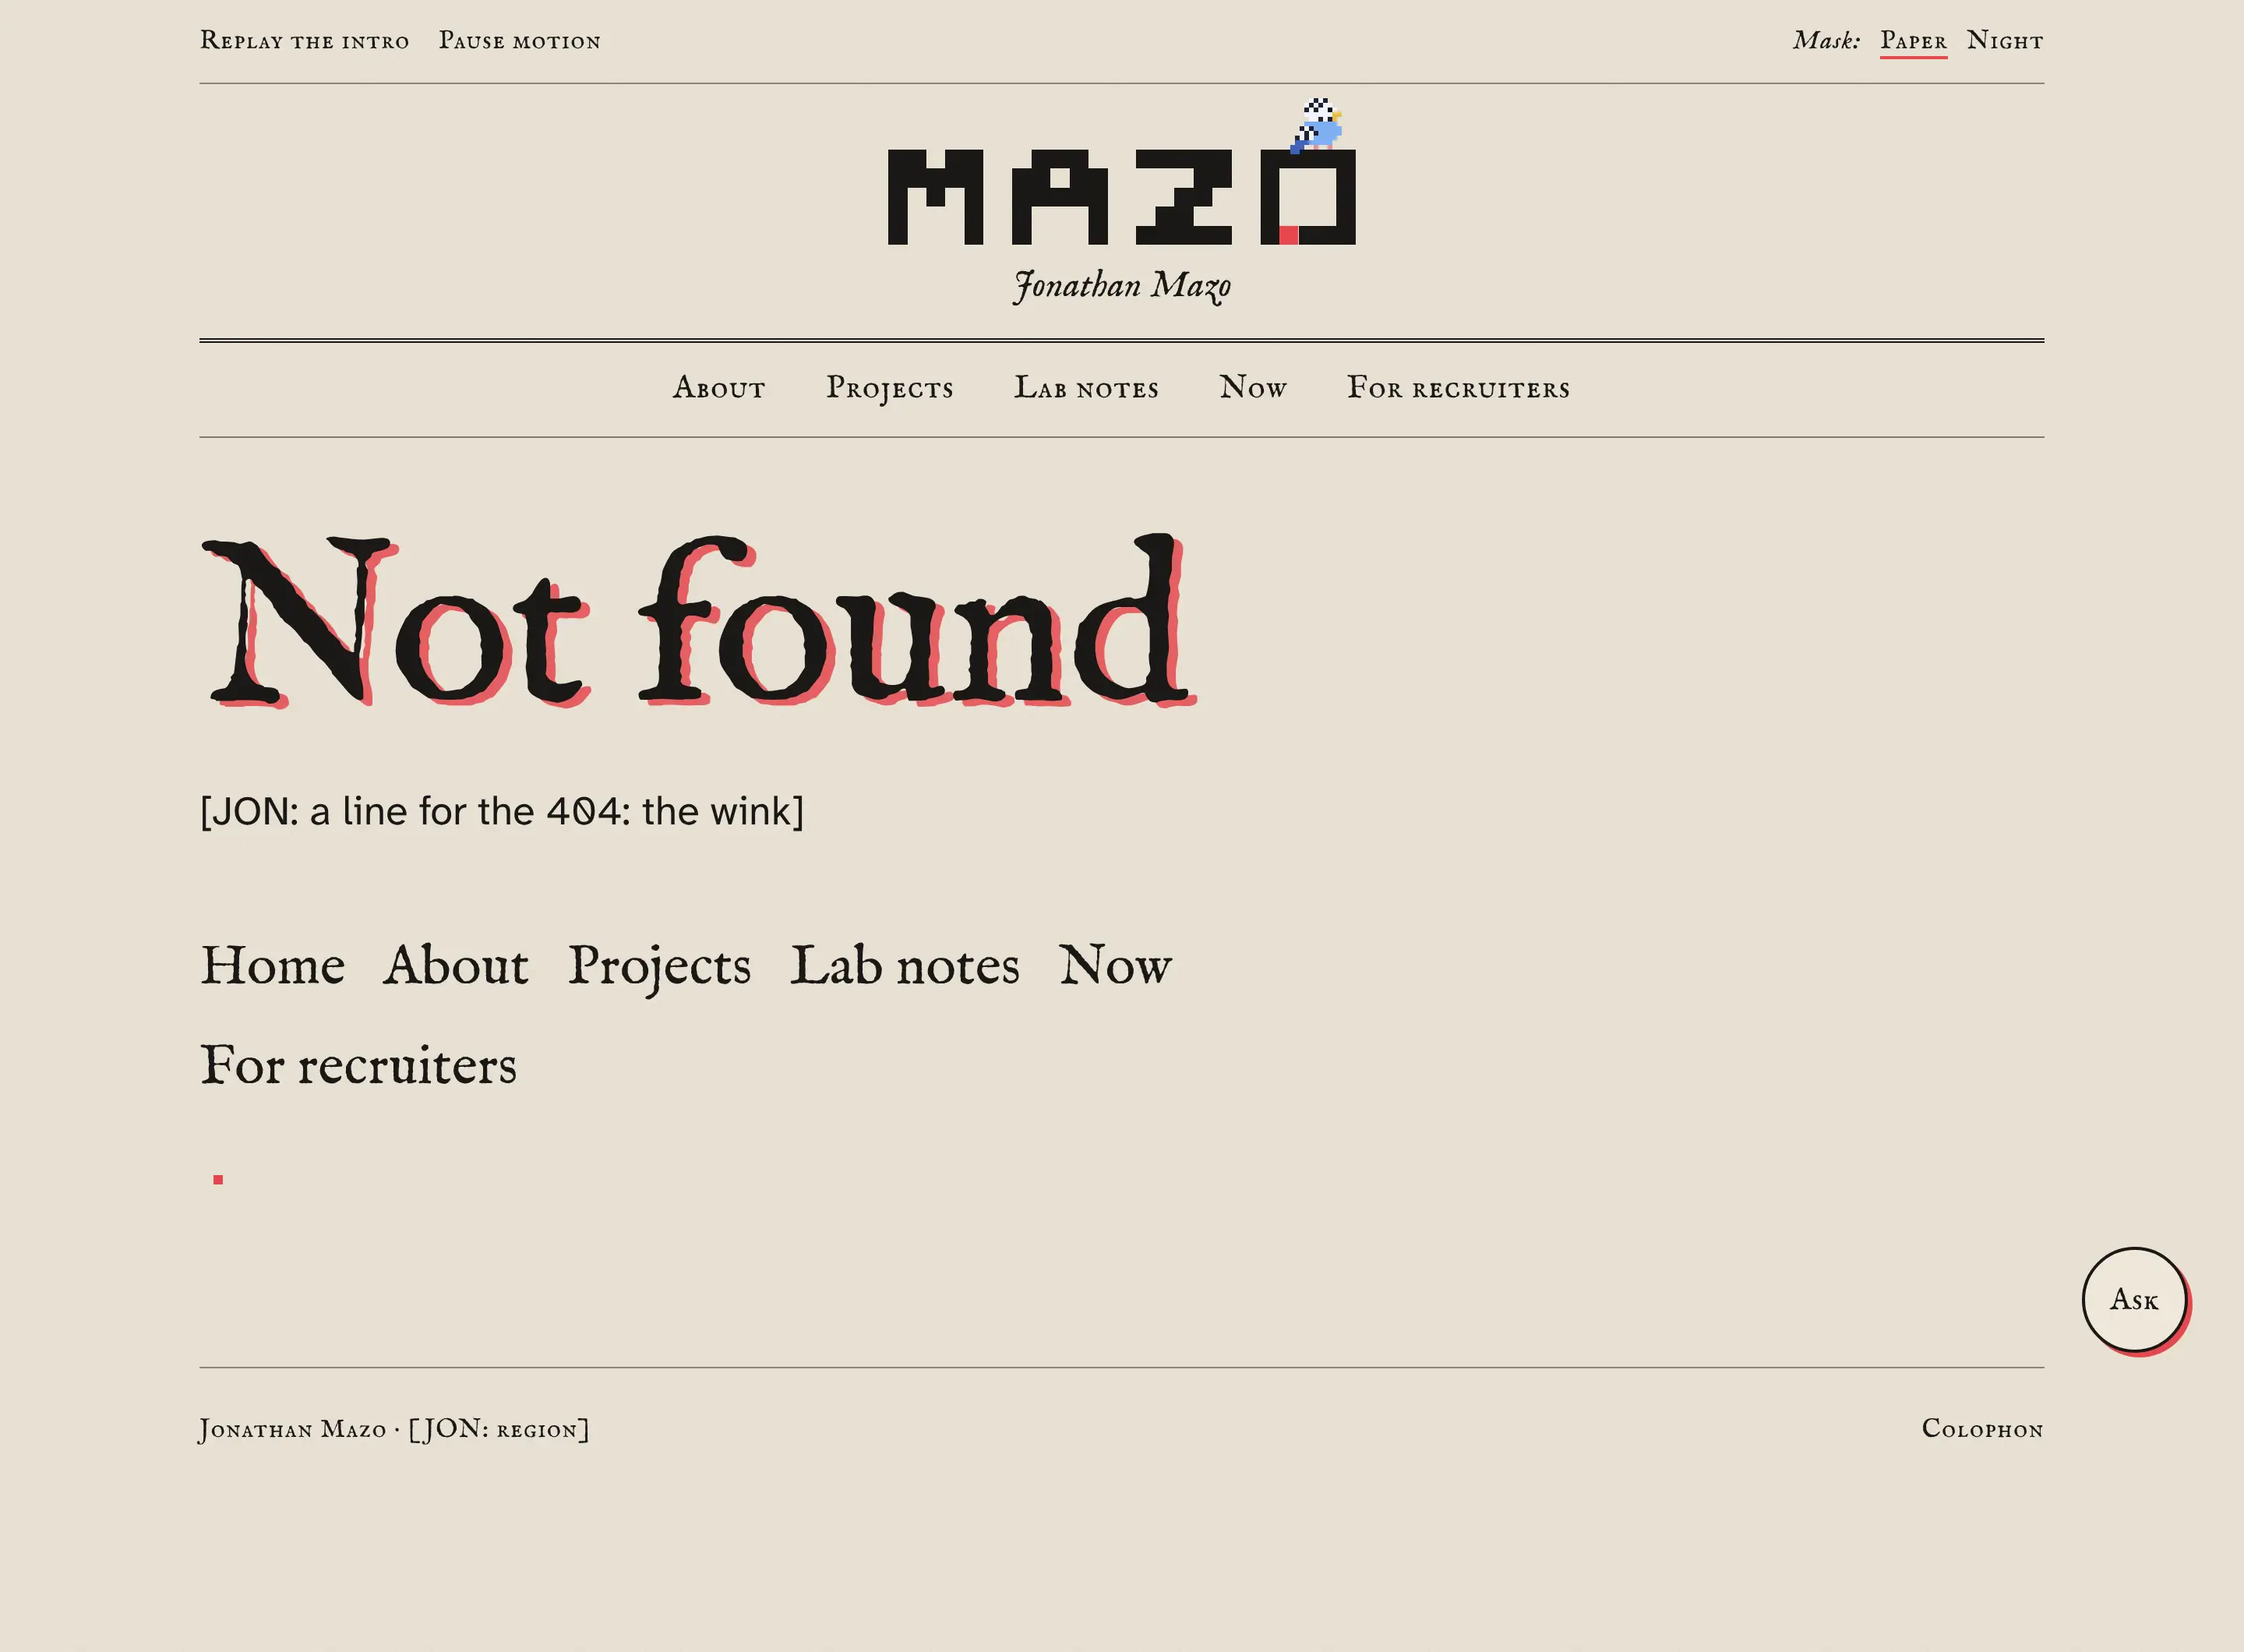 Replay the intro Pause motion
Mask: Paper Night
MAZO
Jonathan Mazo
About Projects Lab notes Now For recruiters
Not found
[JON: a line for the 404: the wink]
Home About Projects Lab notes Now
For recruiters
Ask
Jonathan Mazo · [JON: region]
Colophon